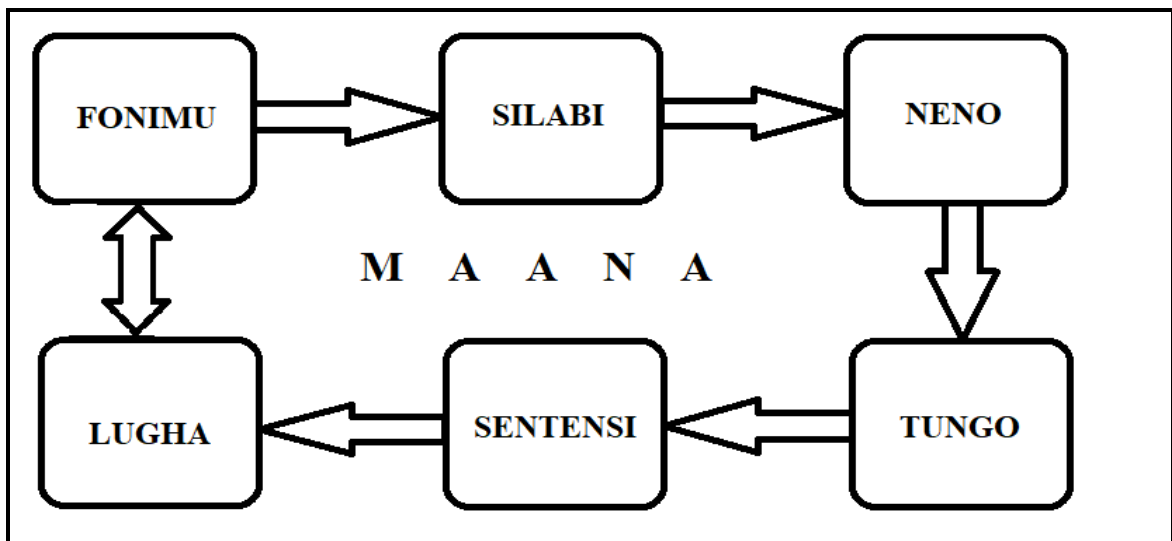 FONIMU
SILABI
NENO
M A A N A
LUGHA
SENTENSI
TUNGO